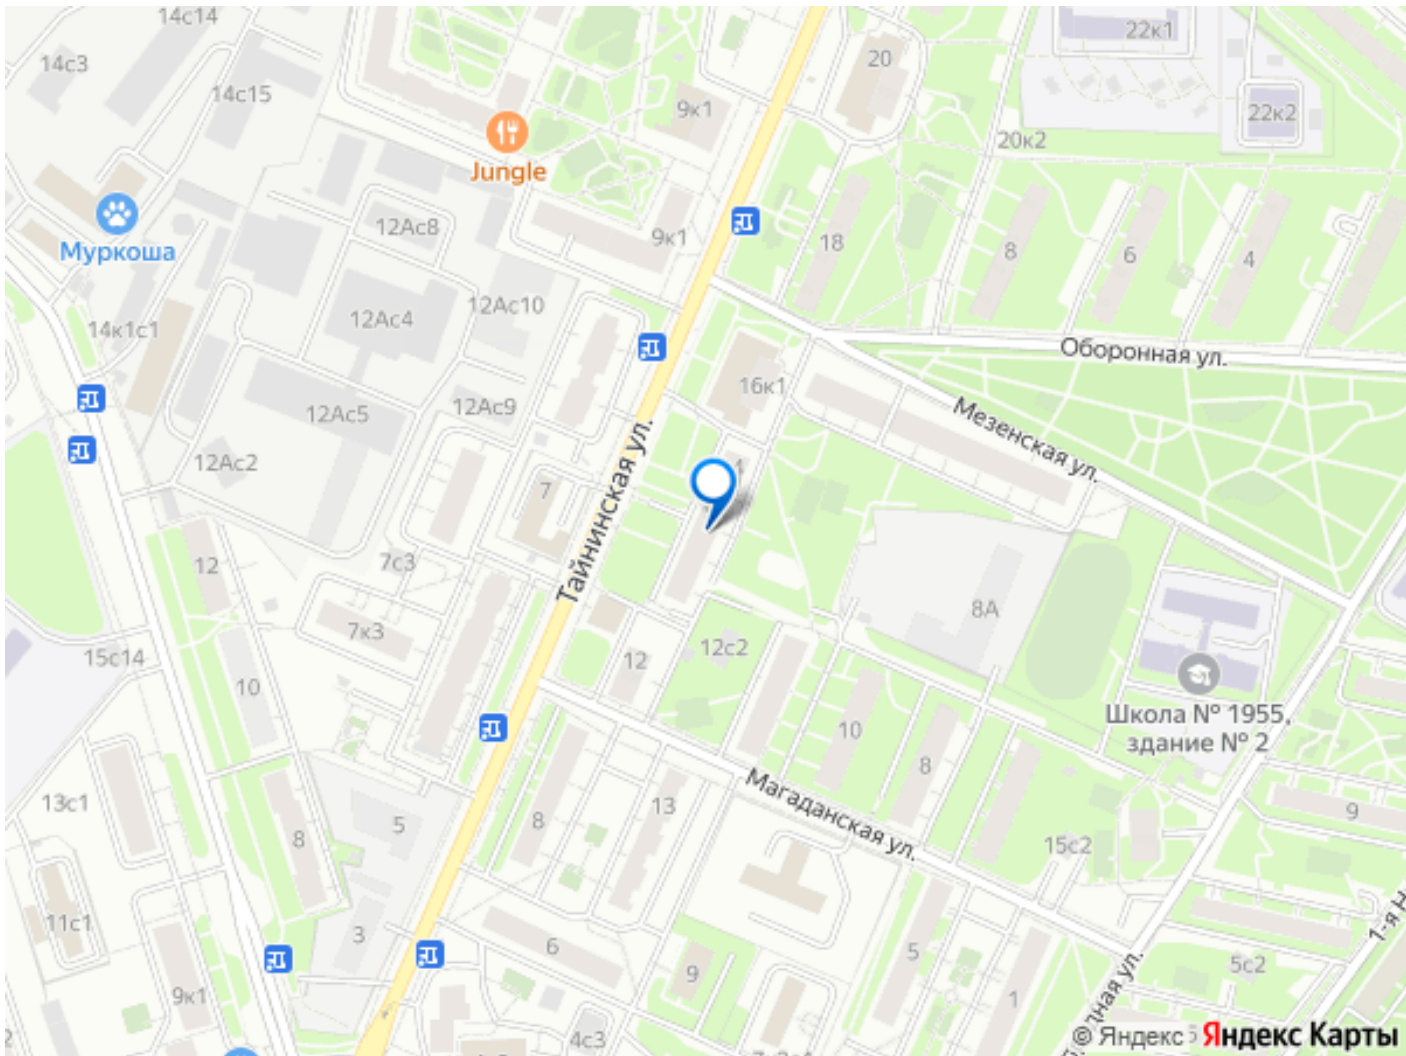 14с14
22к1
14с3
20
14с15
9к1
22к2
20к2
Jungle
12Ас8
Муркоша
9к1
18
8
6
4
12Ас10
14к1с1
12Ас4
Оборонная ул.
16к1
12Ас9
12Ас5
Мезенская ул.
12Ас2
7
Тайнинская ул.
7с3
12
8А
7к3
12с2
15с14
12
10
Школа № 1955,
здание № 2
10
8
13с1
5
8
13
Магаданская ул.
9
8
15с2
11с1
3
6
5
9
5с2
1-я Н
9к1
1
дная ул.
4с3
© Яндекс
Яндекс Карты